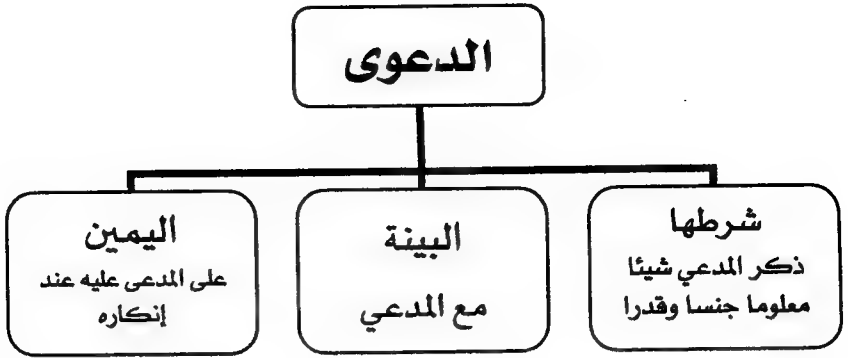 الدعوى
شرطها
ذكر المدعي شيئا
معلوما جنسا وقدرا
البينة
مع المدعي
اليمين
على المدعى عليه عند
إنكاره